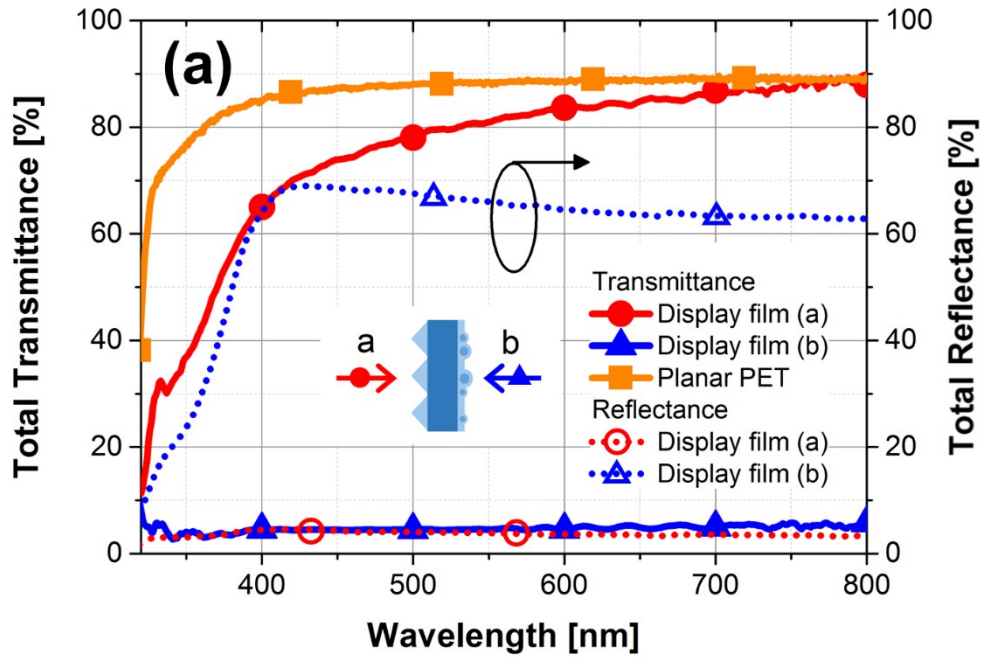 (a)
Total Transmittance [%]
100
80
60
40
20
0
100
80
60
40
20
0
Total Reflectance [%]
a
b
Transmittance
Display film (a)
Display film (b)
Planar PET
Reflectance
Display film (a)
Display film (b)
400
500
600
700
800
Wavelength [nm]